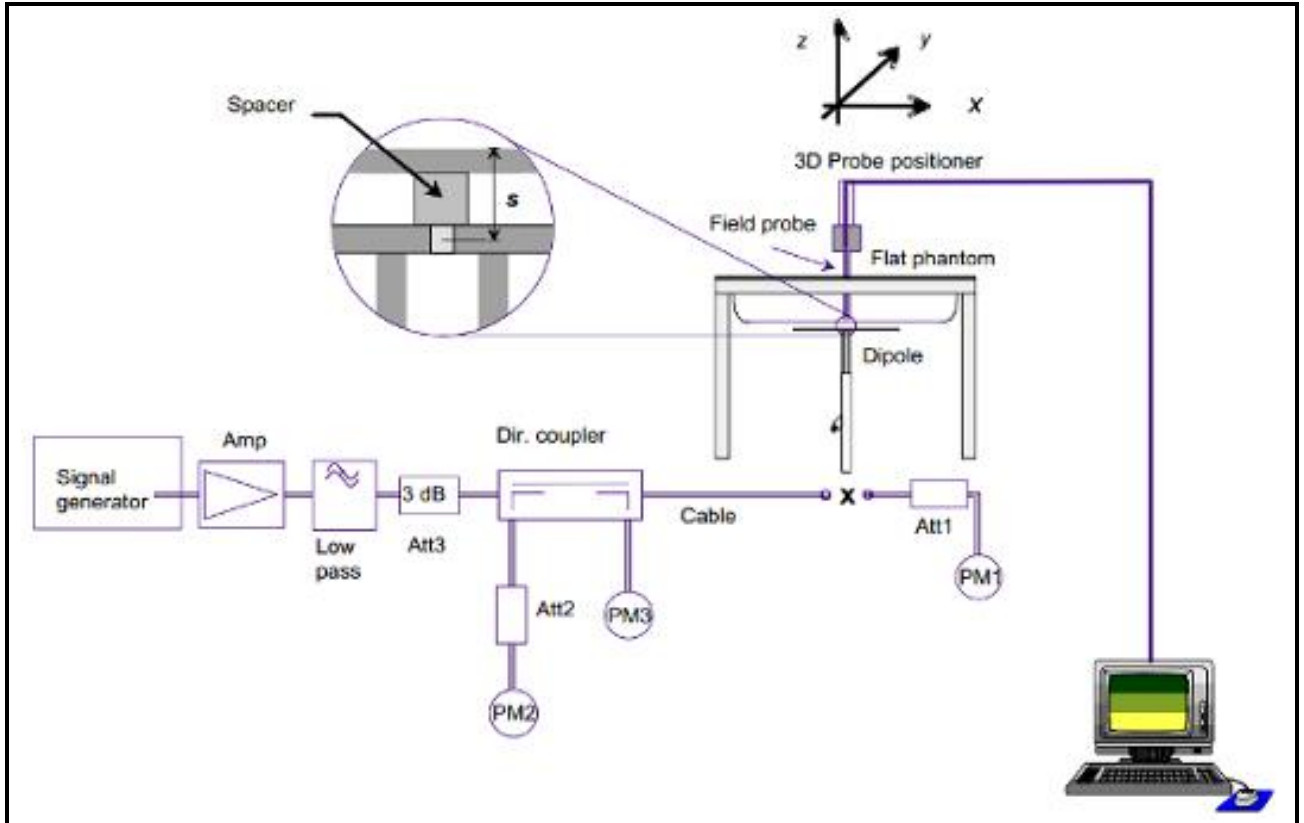 z
y
x
Spacer
s
3D Probe positioner
Field probe
Flat phantom
Dipole
Signal
generator
Amp
Low
pass
3 dB
Att3
Dir. coupler
Cable
x
Att1
PM1
Att2
PM3
PM2